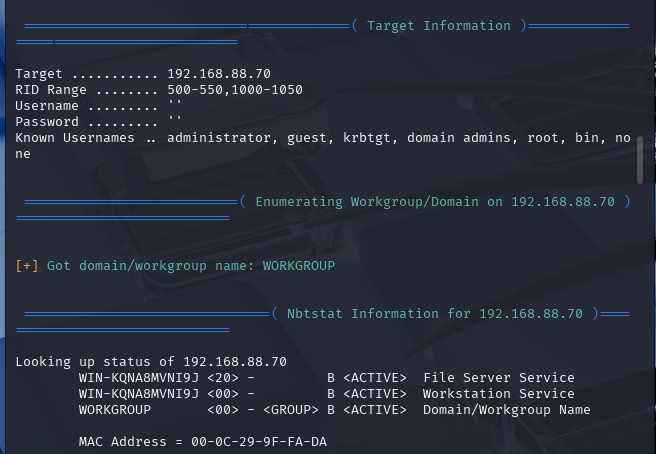 ==============================( Target Information )==============================
Target ........... 192.168.88.70
RID Range ........ 500-550,1000-1050
Username ......... ''
Password ......... ''
Known Usernames .. administrator, guest, krbtgt, domain admins, root, bin, no
ne
==============================( Enumerating Workgroup/Domain on 192.168.88.70 )==============================
[+] Got domain/workgroup name: WORKGROUP
==============================( Nbtstat Information for 192.168.88.70 )==============================
Looking up status of 192.168.88.70
WIN-KQNA8MVNI9J <20> - B <ACTIVE> File Server Service
WIN-KQNA8MVNI9J <00> - B <ACTIVE> Workstation Service
WORKGROUP <00> - <GROUP> B <ACTIVE> Domain/Workgroup Name
MAC Address = 00-0C-29-9F-FA-DA